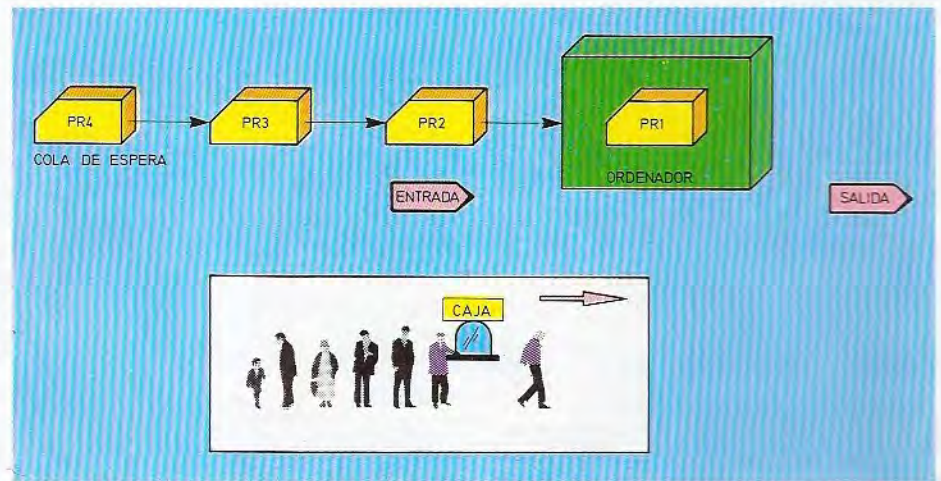 PR4
PR3
PR2
PR1
COLA DE ESPERA
ORDENADOR
ENTRADA
SALIDA
CAJA